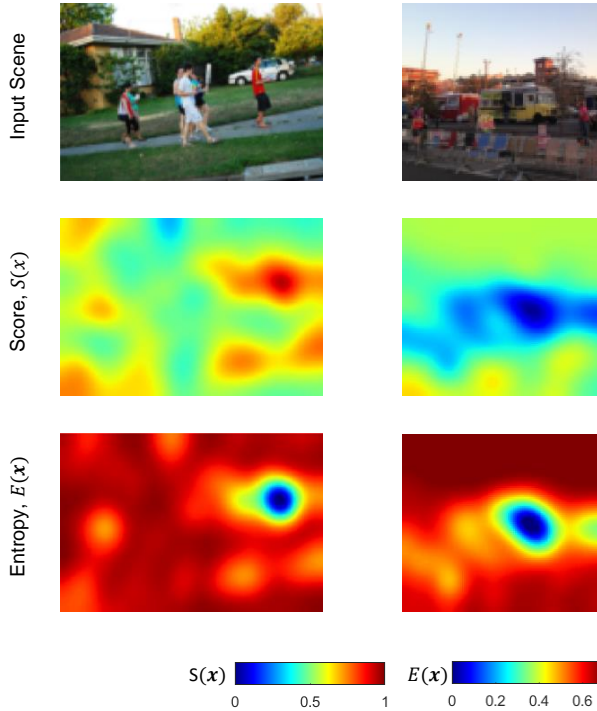 Input Scene
Score, S(x)
Entropy, E(x)
S(x)
0 0.5 1
E(x)
0 0.2 0.4 0.6